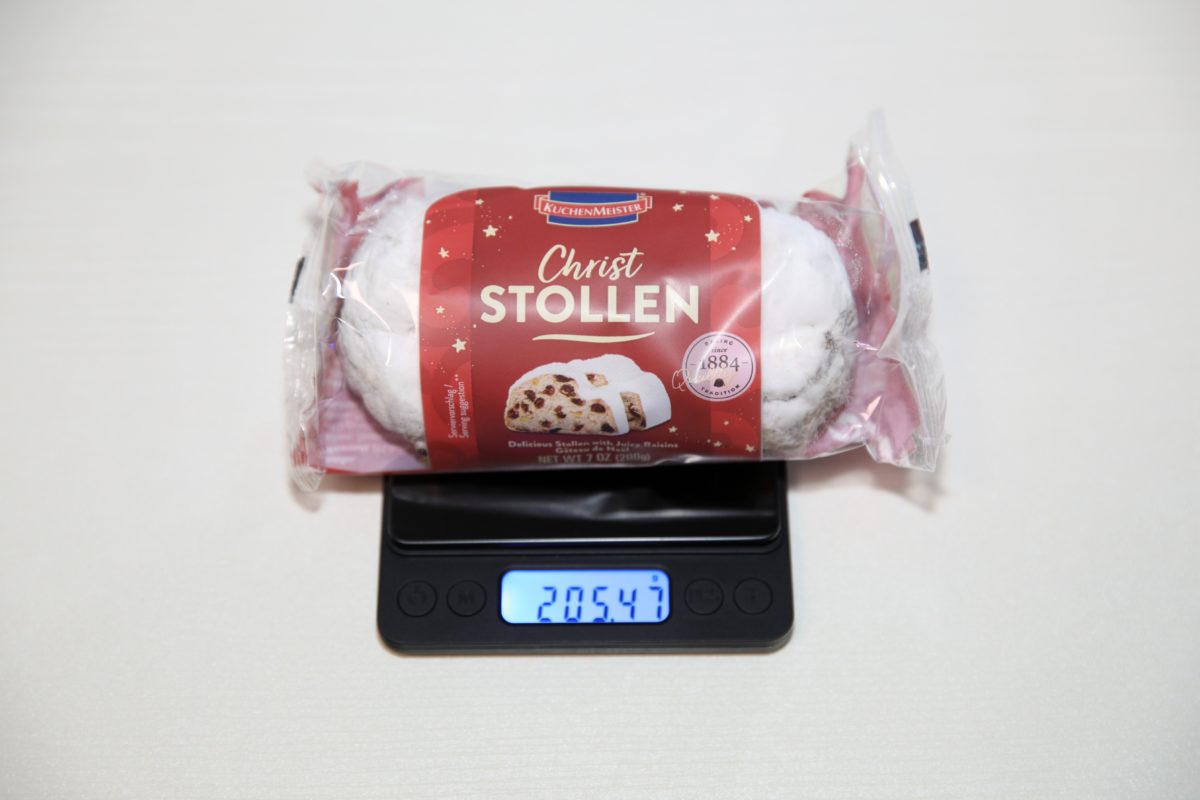 KUCHENMEISTER
Christ
STOLLEN
BAKING
since
1884
TRADITION
Serviervorschlag /
Serving suggestion**
Delicious Stollen with Juicy Raisins
Gâteau de Noël
NET WT 7 OZ (200g)
g
205.47
M
T